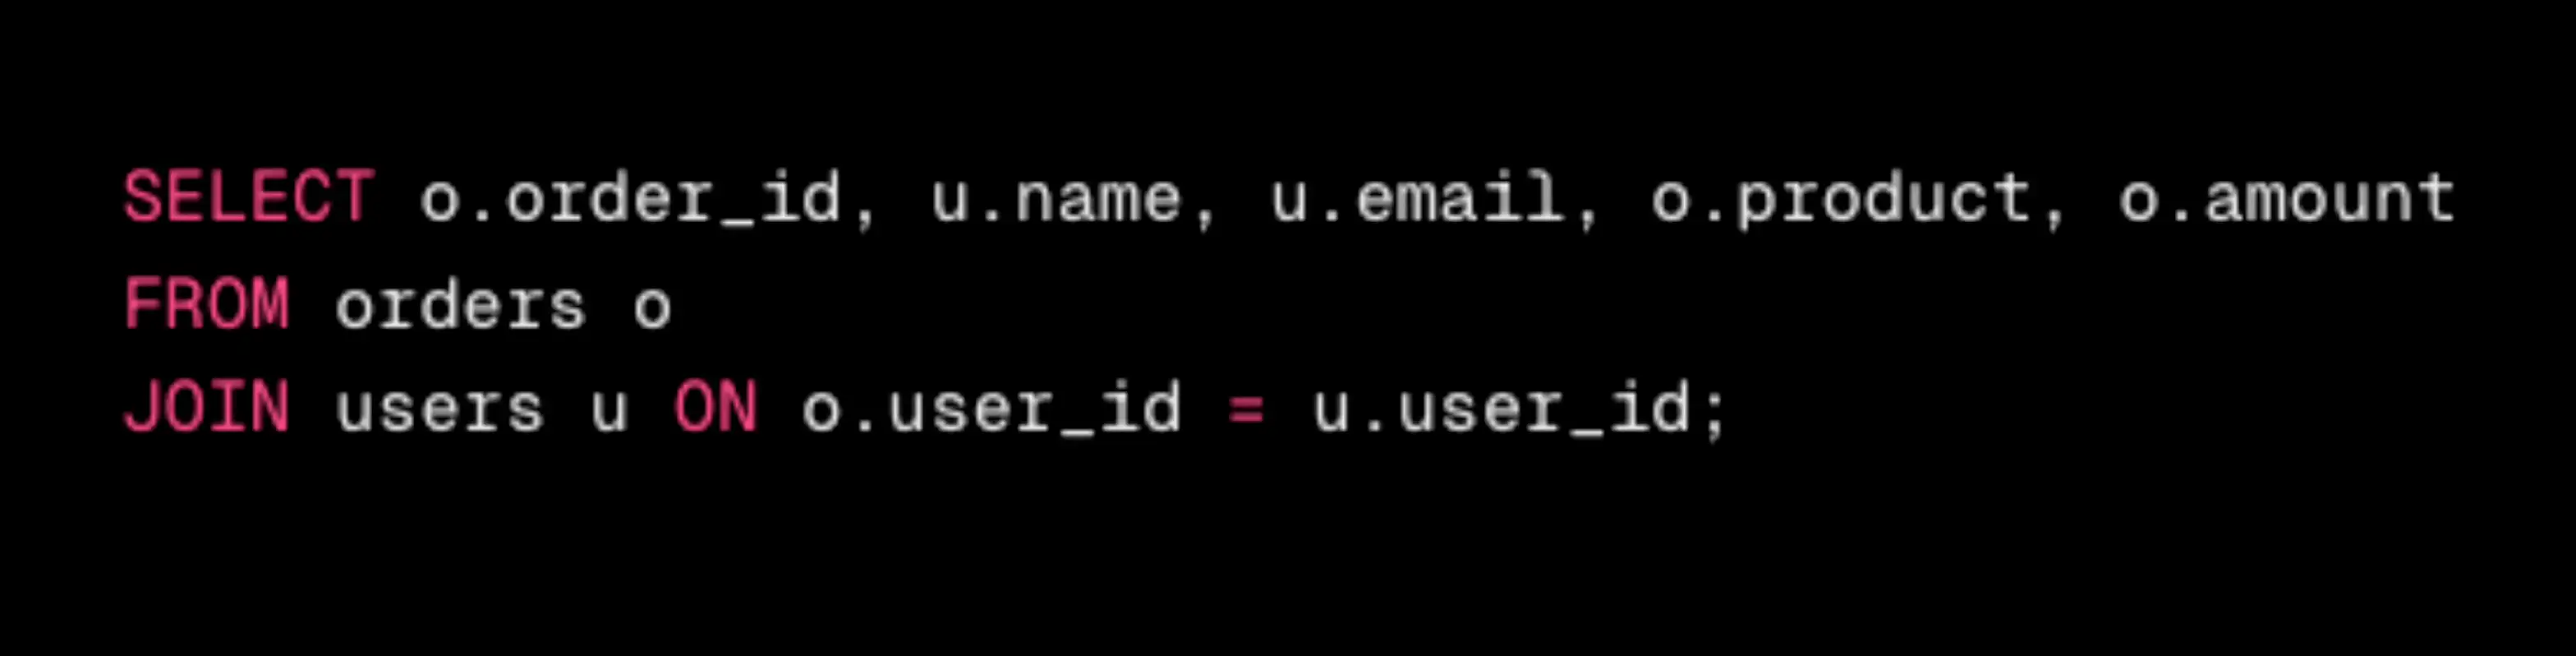 SELECT o.order_id, u.name, u.email, o.product, o.amount
FROM orders o
JOIN users u ON o.user_id = u.user_id;